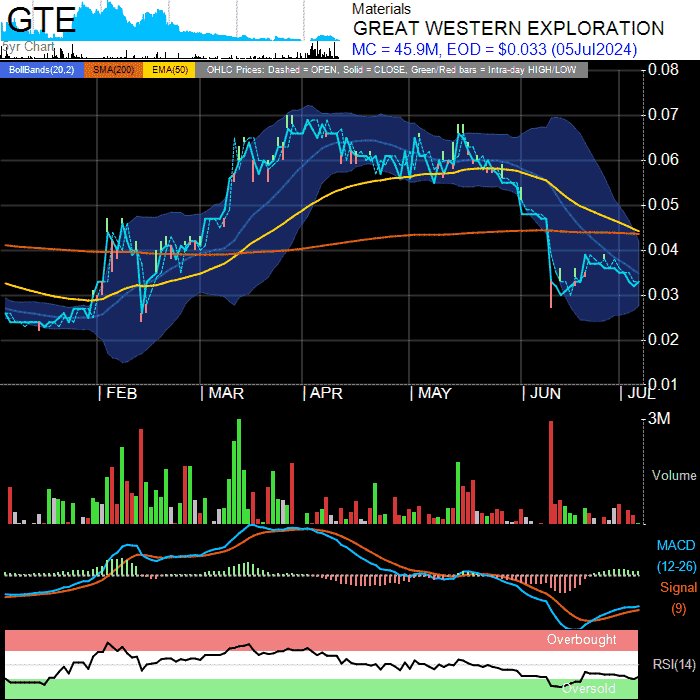 GTE
5yr Chart
Materials
GREAT WESTERN EXPLORATION
MC = 45.9M, EOD = $0.033 (05Jul2024)
BollBands(20,2) SMA(200) EMA(50) OHLC Prices: Dashed = OPEN, Solid = CLOSE, Green/Red bars = Intra-day HIGH/LOW
0.08
0.07
0.06
0.05
0.04
0.03
0.02
0.01
FEB MAR APR MAY JUN JUL
3M
Volume
MACD
(12-26)
Signal
(9)
Overbought
RSI(14)
Oversold